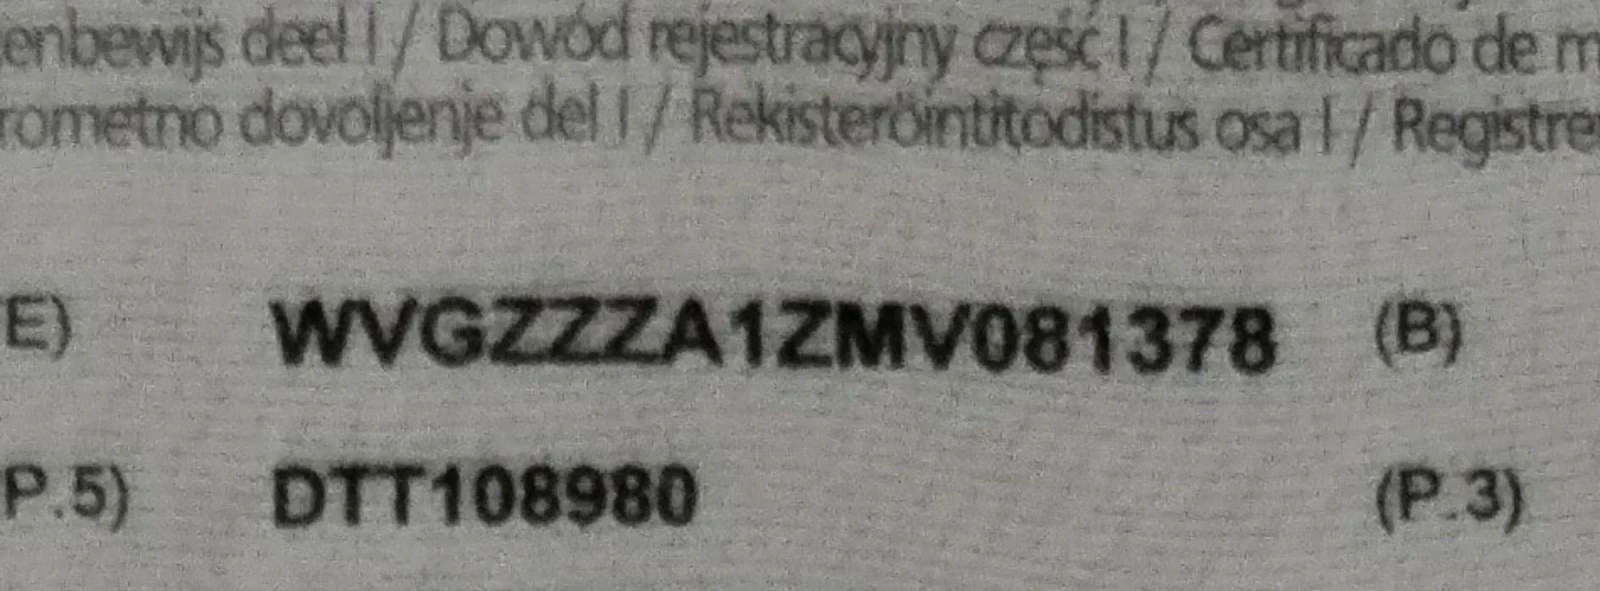 enbewijs deel I / Dowód rejestracyjny część I / Certificado de m
rometno dovoljenje del I / Rekisteröintitodistus osa I / Registre
E) WVGZZZA1ZMV081378 (B)
P.5) DTT108980 (P.3)